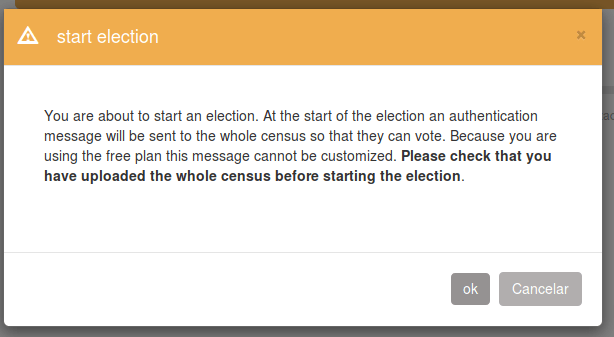 start election
×
You are about to start an election. At the start of the election an authentication
message will be sent to the whole census so that they can vote. Because you are
using the free plan this message cannot be customized. Please check that you
have uploaded the whole census before starting the election.
ok
Cancelar